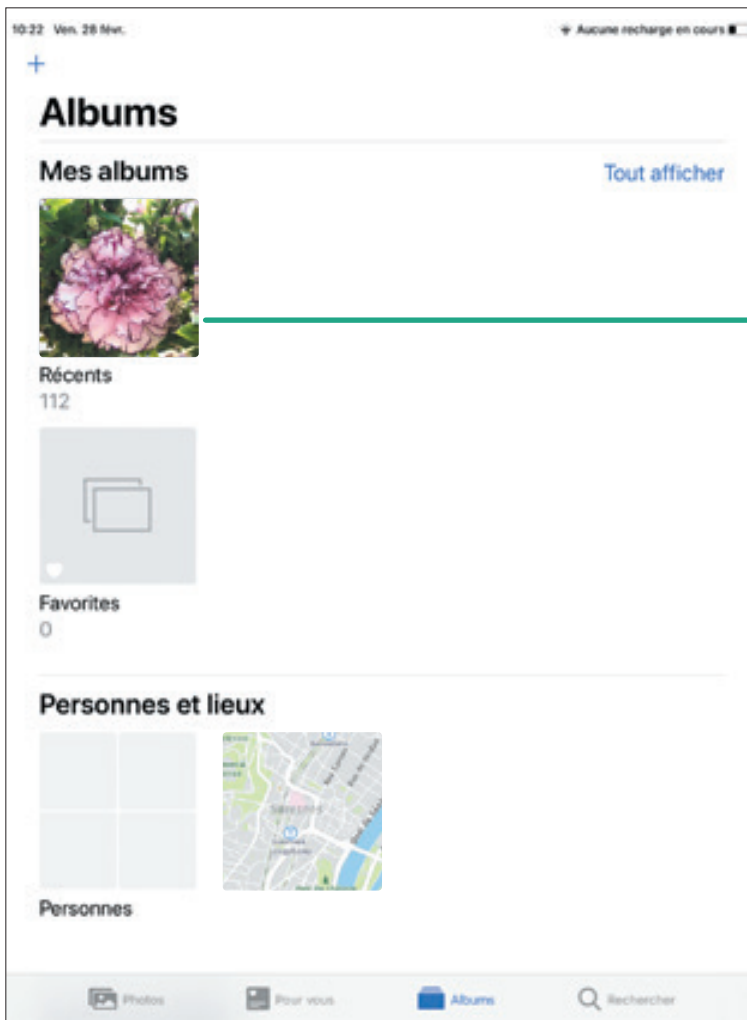 10:22 Ven. 28 févr.
Aucune recharge en cours
+
Albums
Mes albums
Tout afficher
Récents
112
Favorites
0
Personnes et lieux
Suresnes
Personnes
Photos
Pour vous
Albums
Rechercher